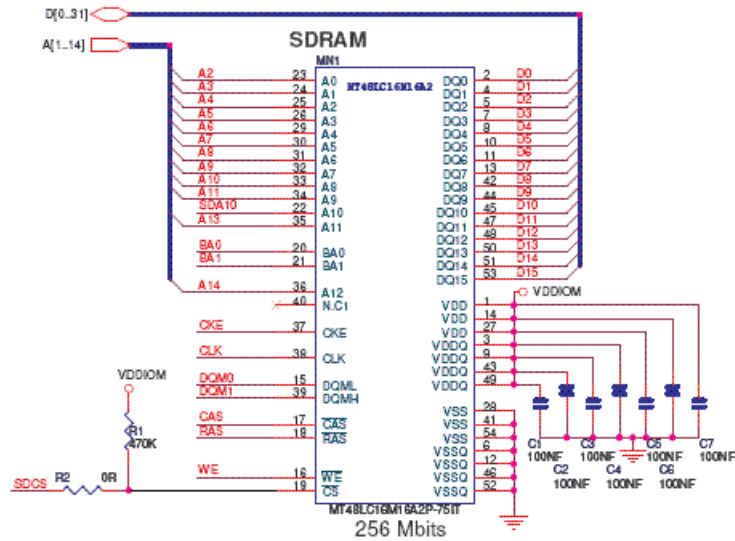 D[0..31]
A[1..14]
SDRAM
MN1
MT48LC16M16A2
A2 23 A0 DQ0 2 D0
A3 24 A1 DQ1 4 D1
A4 25 A2 DQ2 5 D2
A5 26 A3 DQ3 7 D3
A6 29 A4 DQ4 8 D4
A7 30 A5 DQ5 10 D5
A8 31 A6 DQ6 11 D6
A9 32 A7 DQ7 13 D7
A10 33 A8 DQ8 42 D8
A11 34 A9 DQ9 44 D9
SDA10 22 A10 DQ10 45 D10
A13 35 A11 DQ11 47 D11
DQ12 48 D12
BA0 20 BA0 DQ13 50 D13
BA1 21 BA1 DQ14 51 D14
DQ15 53 D15
A14 36 A12
40 N.C1
VDDIOM
VDD 1
VDD 14
CKE 37 CKE VDD 27
VDDQ 3
CLK 38 CLK VDDQ 9
VDDQ 43
DQM0 15 DQML VDDQ 49
DQM1 39 DQMH
VDDIOM
VSS 28
CAS 17 CAS VSS 41
RAS 18 RAS VSS 54
VSSQ 6
VSSQ 12
WE 16 WE VSSQ 46
19 CS VSSQ 52
R1
470K
R2 0R
SDCS
C1 C3 C5 C7
100NF 100NF 100NF 100NF
C2 C4 C6
100NF 100NF 100NF
MT48LC16M16A2P-75IT
256 Mbits